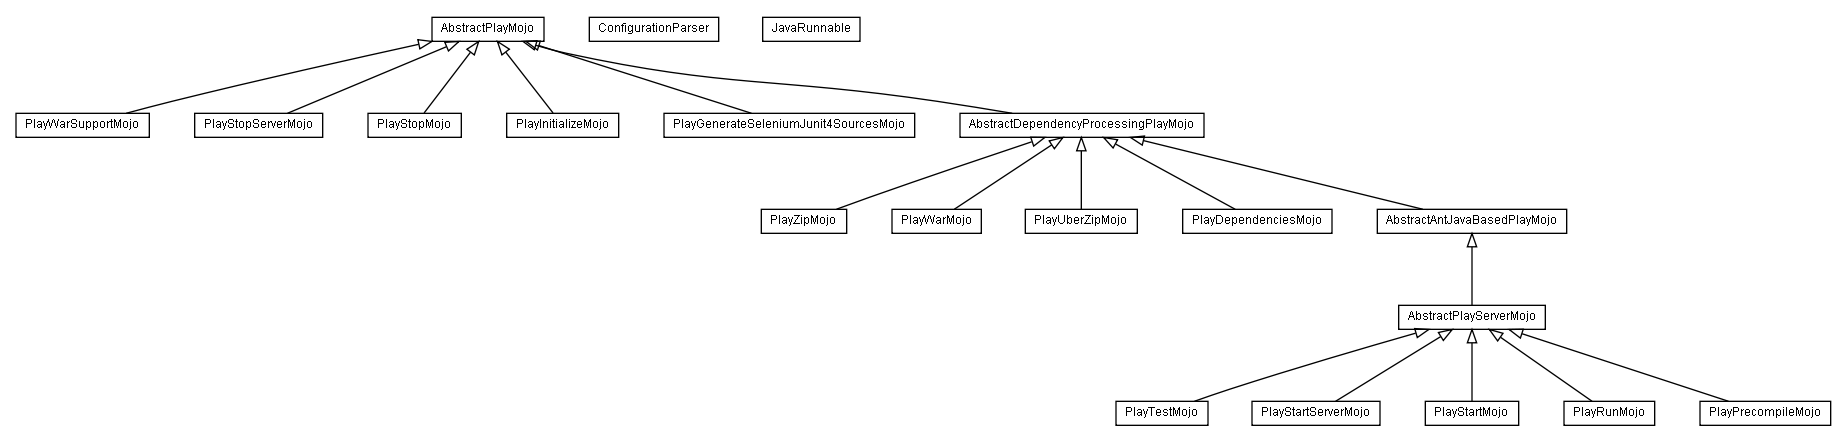 AbstractPlayMojo
ConfigurationParser
JavaRunnable
PlayWarSupportMojo
PlayStopServerMojo
PlayStopMojo
PlayInitializeMojo
PlayGenerateSeleniumJunit4SourcesMojo
AbstractDependencyProcessingPlayMojo
PlayZipMojo
PlayWarMojo
PlayUberZipMojo
PlayDependenciesMojo
AbstractAntJavaBasedPlayMojo
AbstractPlayServerMojo
PlayTestMojo
PlayStartServerMojo
PlayStartMojo
PlayRunMojo
PlayPrecompileMojo